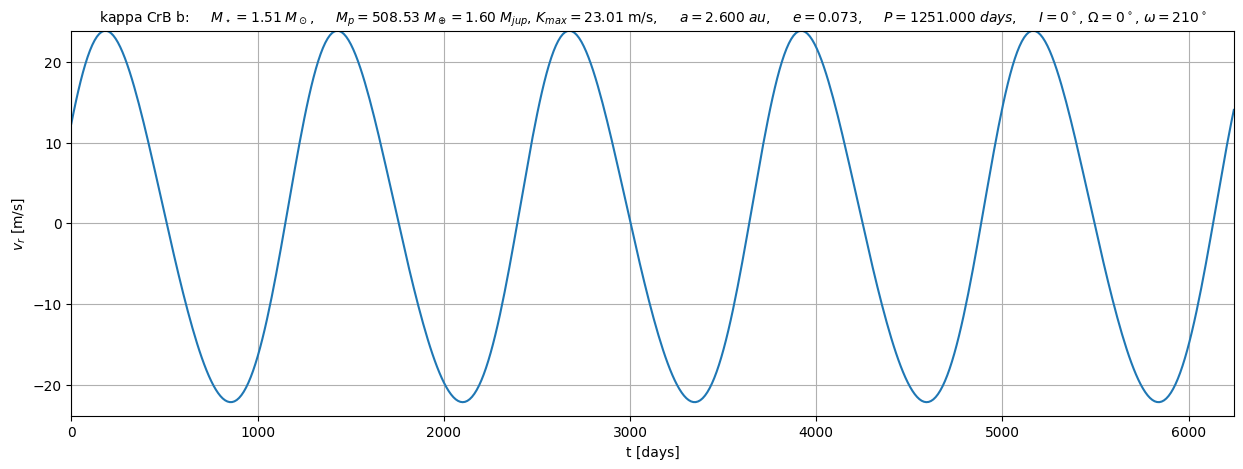 kappa CrB b: M⋆ = 1.51 M⊙, Mp = 508.53 M⊕ = 1.60 Mjup, Kmax = 23.01 m/s, a = 2.600 au, e = 0.073, P = 1251.000 days, I = 0°, Ω = 0°, ω = 210°
20
10
0
−10
−20
vr [m/s]
0 1000 2000 3000 4000 5000 6000
t [days]